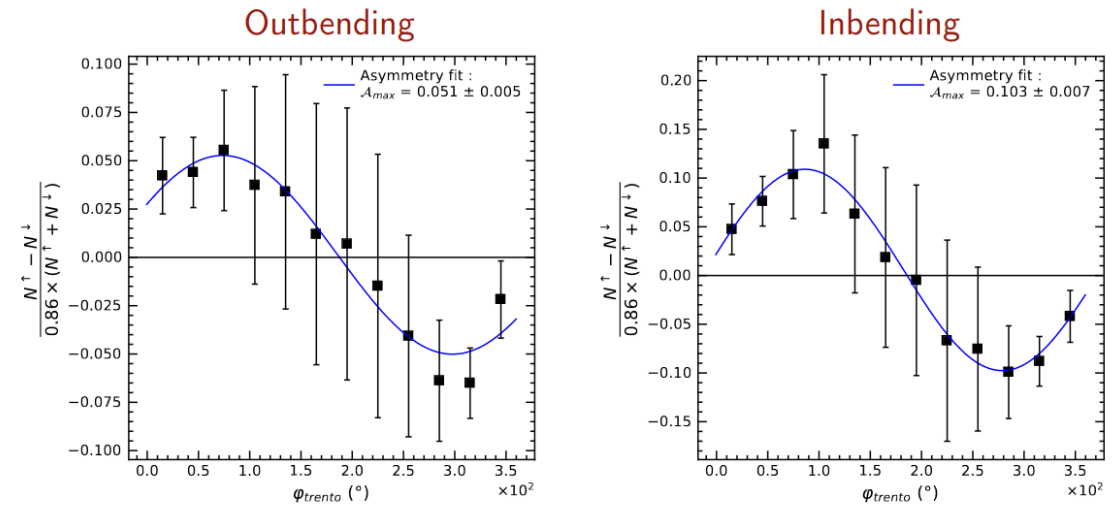 Outbending
Asymmetry fit :
𝒜max = 0.051 ± 0.005
0.100
0.075
0.050
0.025
0.000
−0.025
−0.050
−0.075
−0.100
N↑ − N↓
0.86 × (N↑ + N↓)
0.0 0.5 1.0 1.5 2.0 2.5 3.0 3.5
×10²
φtrento (°)
Inbending
Asymmetry fit :
𝒜max = 0.103 ± 0.007
0.20
0.15
0.10
0.05
0.00
−0.05
−0.10
−0.15
N↑ − N↓
0.86 × (N↑ + N↓)
0.0 0.5 1.0 1.5 2.0 2.5 3.0 3.5
×10²
φtrento (°)